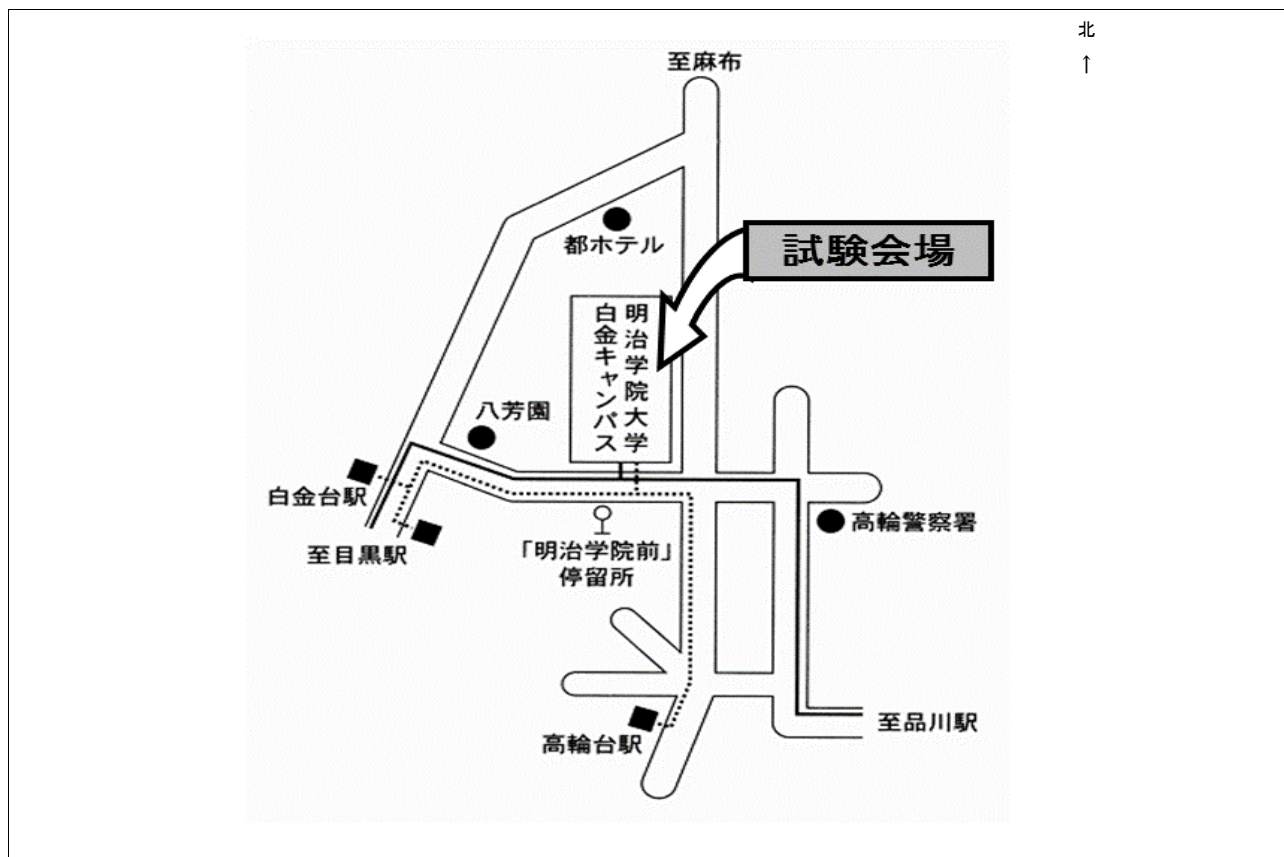 北
↑
至麻布
都ホテル
試験会場
明治学院大学
白金キャンパス
八芳園
白金台駅
至目黒駅
「明治学院前」
停留所
高輪警察署
高輪台駅
至品川駅